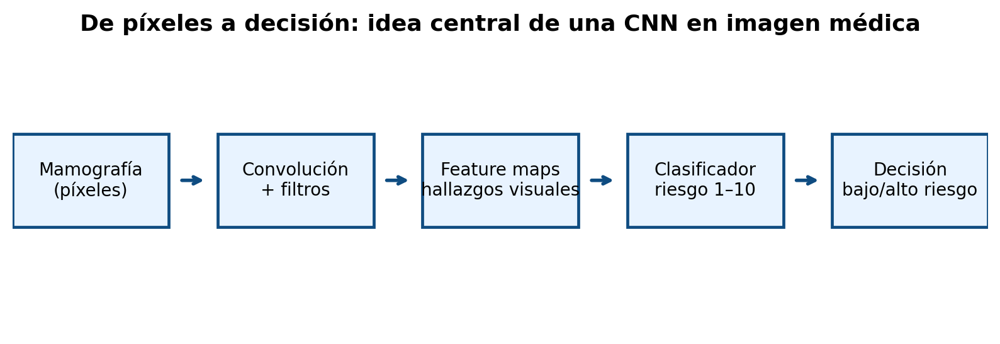 De píxeles a decisión: idea central de una CNN en imagen médica
Mamografía
(píxeles)
Convolución
+ filtros
Feature maps
hallazgos visuales
Clasificador
riesgo 1–10
Decisión
bajo/alto riesgo